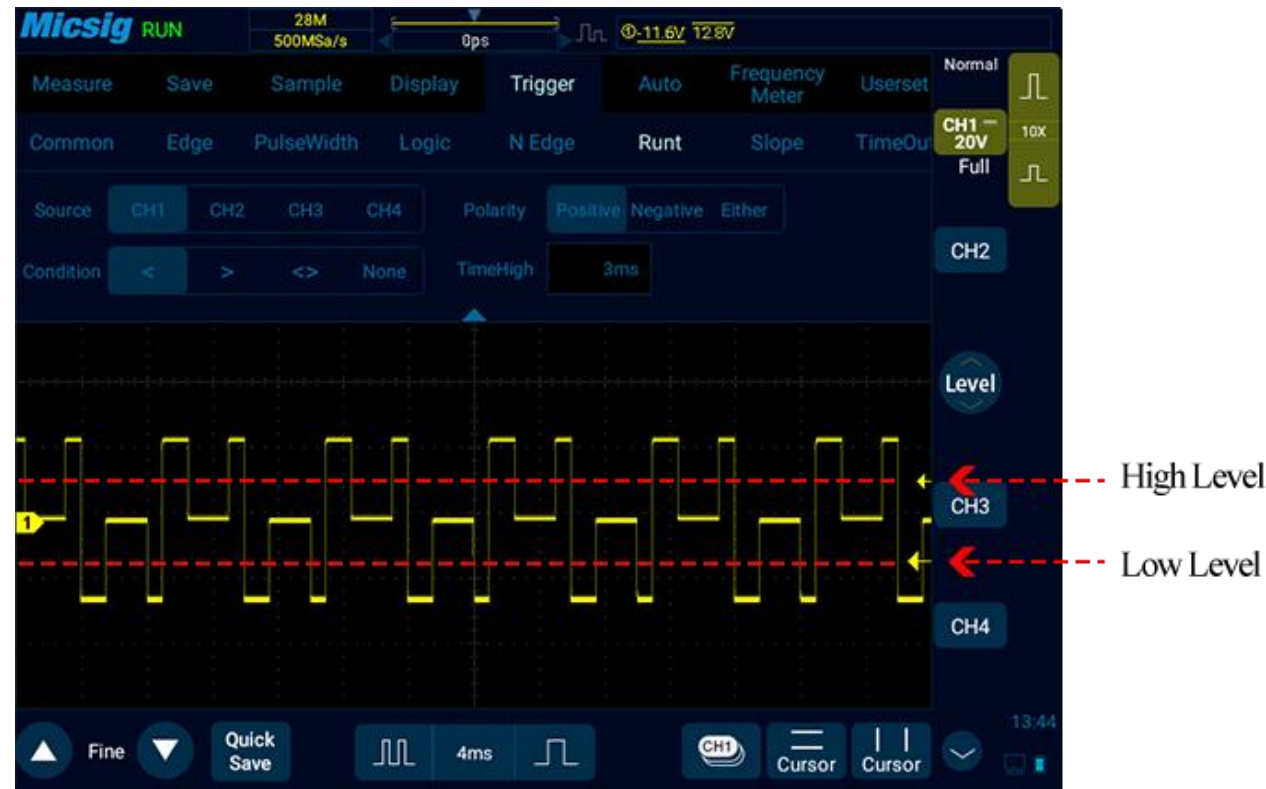 Micsig RUN 28M 500MSa/s 0ps ①-11.6V 12.8V
Measure Save Sample Display Trigger Auto Frequency Meter Userset
Normal
Common Edge PulseWidth Logic N Edge Runt Slope TimeOu
CH1 20V
Full
10X
Source CH1 CH2 CH3 CH4 Polarity Positive Negative Either
Condition < > <> None TimeHigh 3ms
CH2
Level
High Level
CH3
1
Low Level
CH4
Fine Quick Save 4ms CH1 Cursor Cursor
13:44